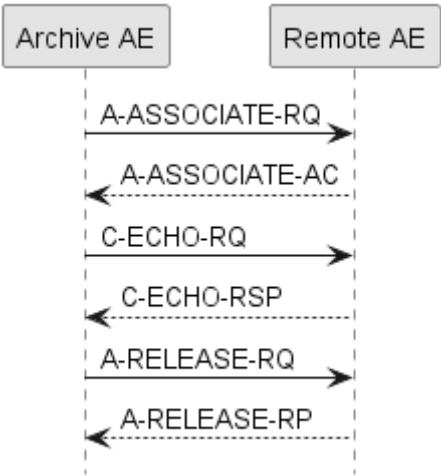 Archive AE
Remote AE
A-ASSOCIATE-RQ
A-ASSOCIATE-AC
C-ECHO-RQ
C-ECHO-RSP
A-RELEASE-RQ
A-RELEASE-RP